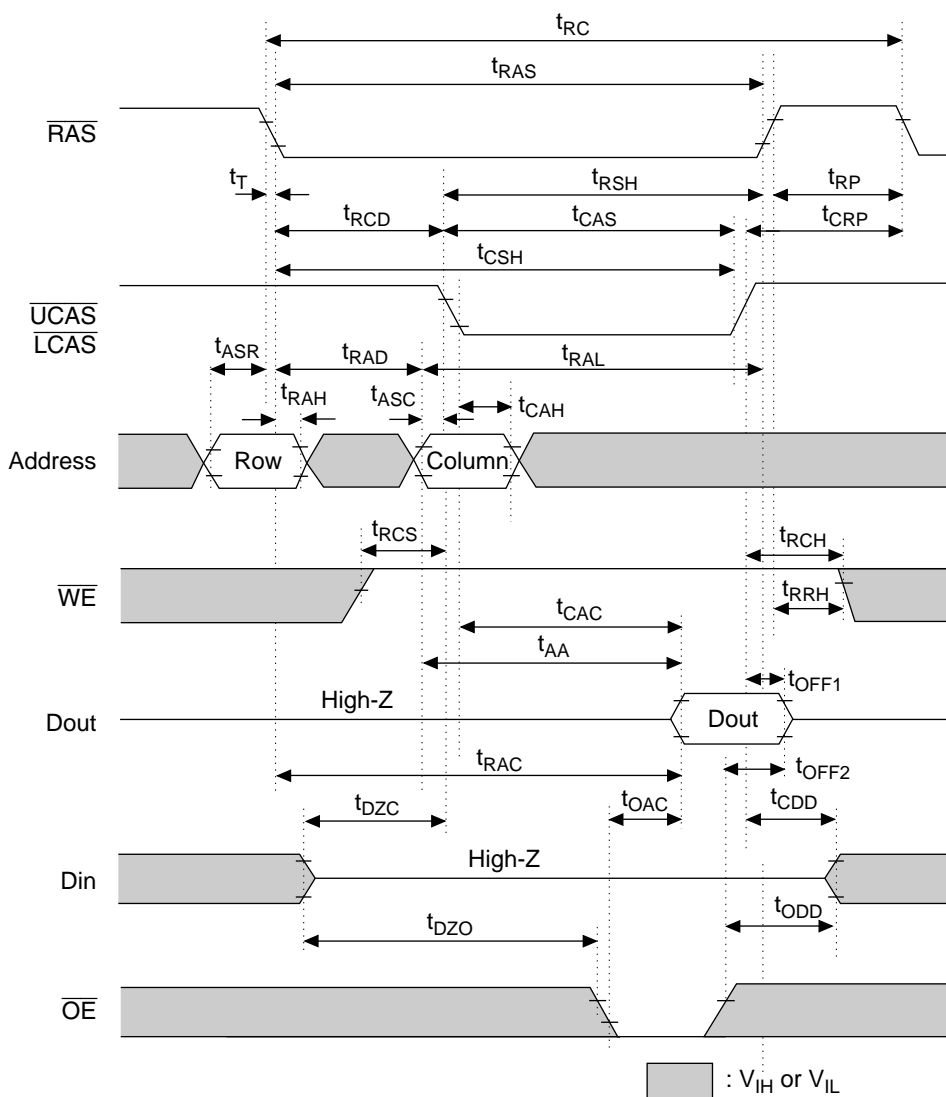 tRC
tRAS
RAS
tT
tRSH
tRP
tRCD
tCAS
tCRP
tCSH
UCAS
LCAS
tASR
tRAD
tRAL
tRAH
tASC
tCAH
Address
Row
Column
tRCS
tRCH
WE
tRRH
tCAC
tAA
tOFF1
High-Z
Dout
Dout
tRAC
tOFF2
tDZC
tOAC
tCDD
High-Z
Din
tDZO
tODD
OE
: VIH or VIL